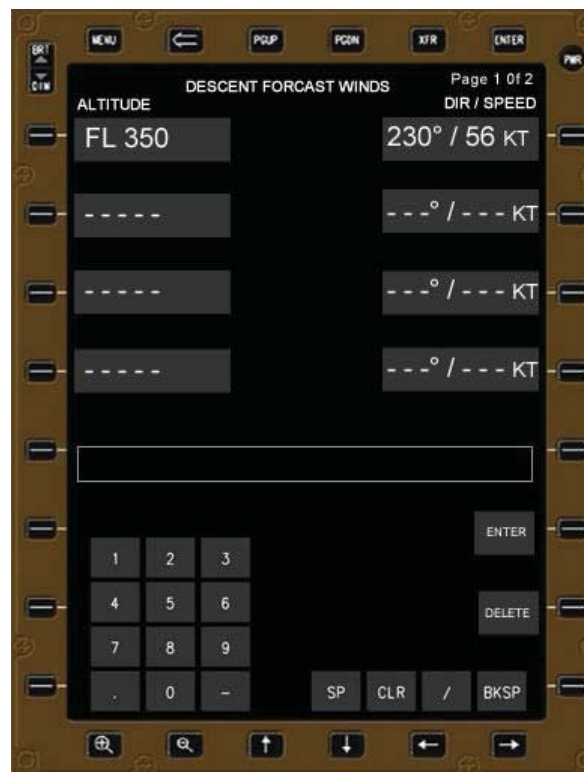 MENU PGUP PGDN XFR ENTER
BRT
DIM
PWR
DESCENT FORCAST WINDS
Page 1 Of 2
ALTITUDE
DIR / SPEED
FL 350
230° / 56 KT
- - - - -
- - -° / - - - KT
- - - - -
- - -° / - - - KT
- - - - -
- - -° / - - - KT
ENTER
1 2 3
4 5 6
DELETE
7 8 9
. 0 - SP CLR / BKSP